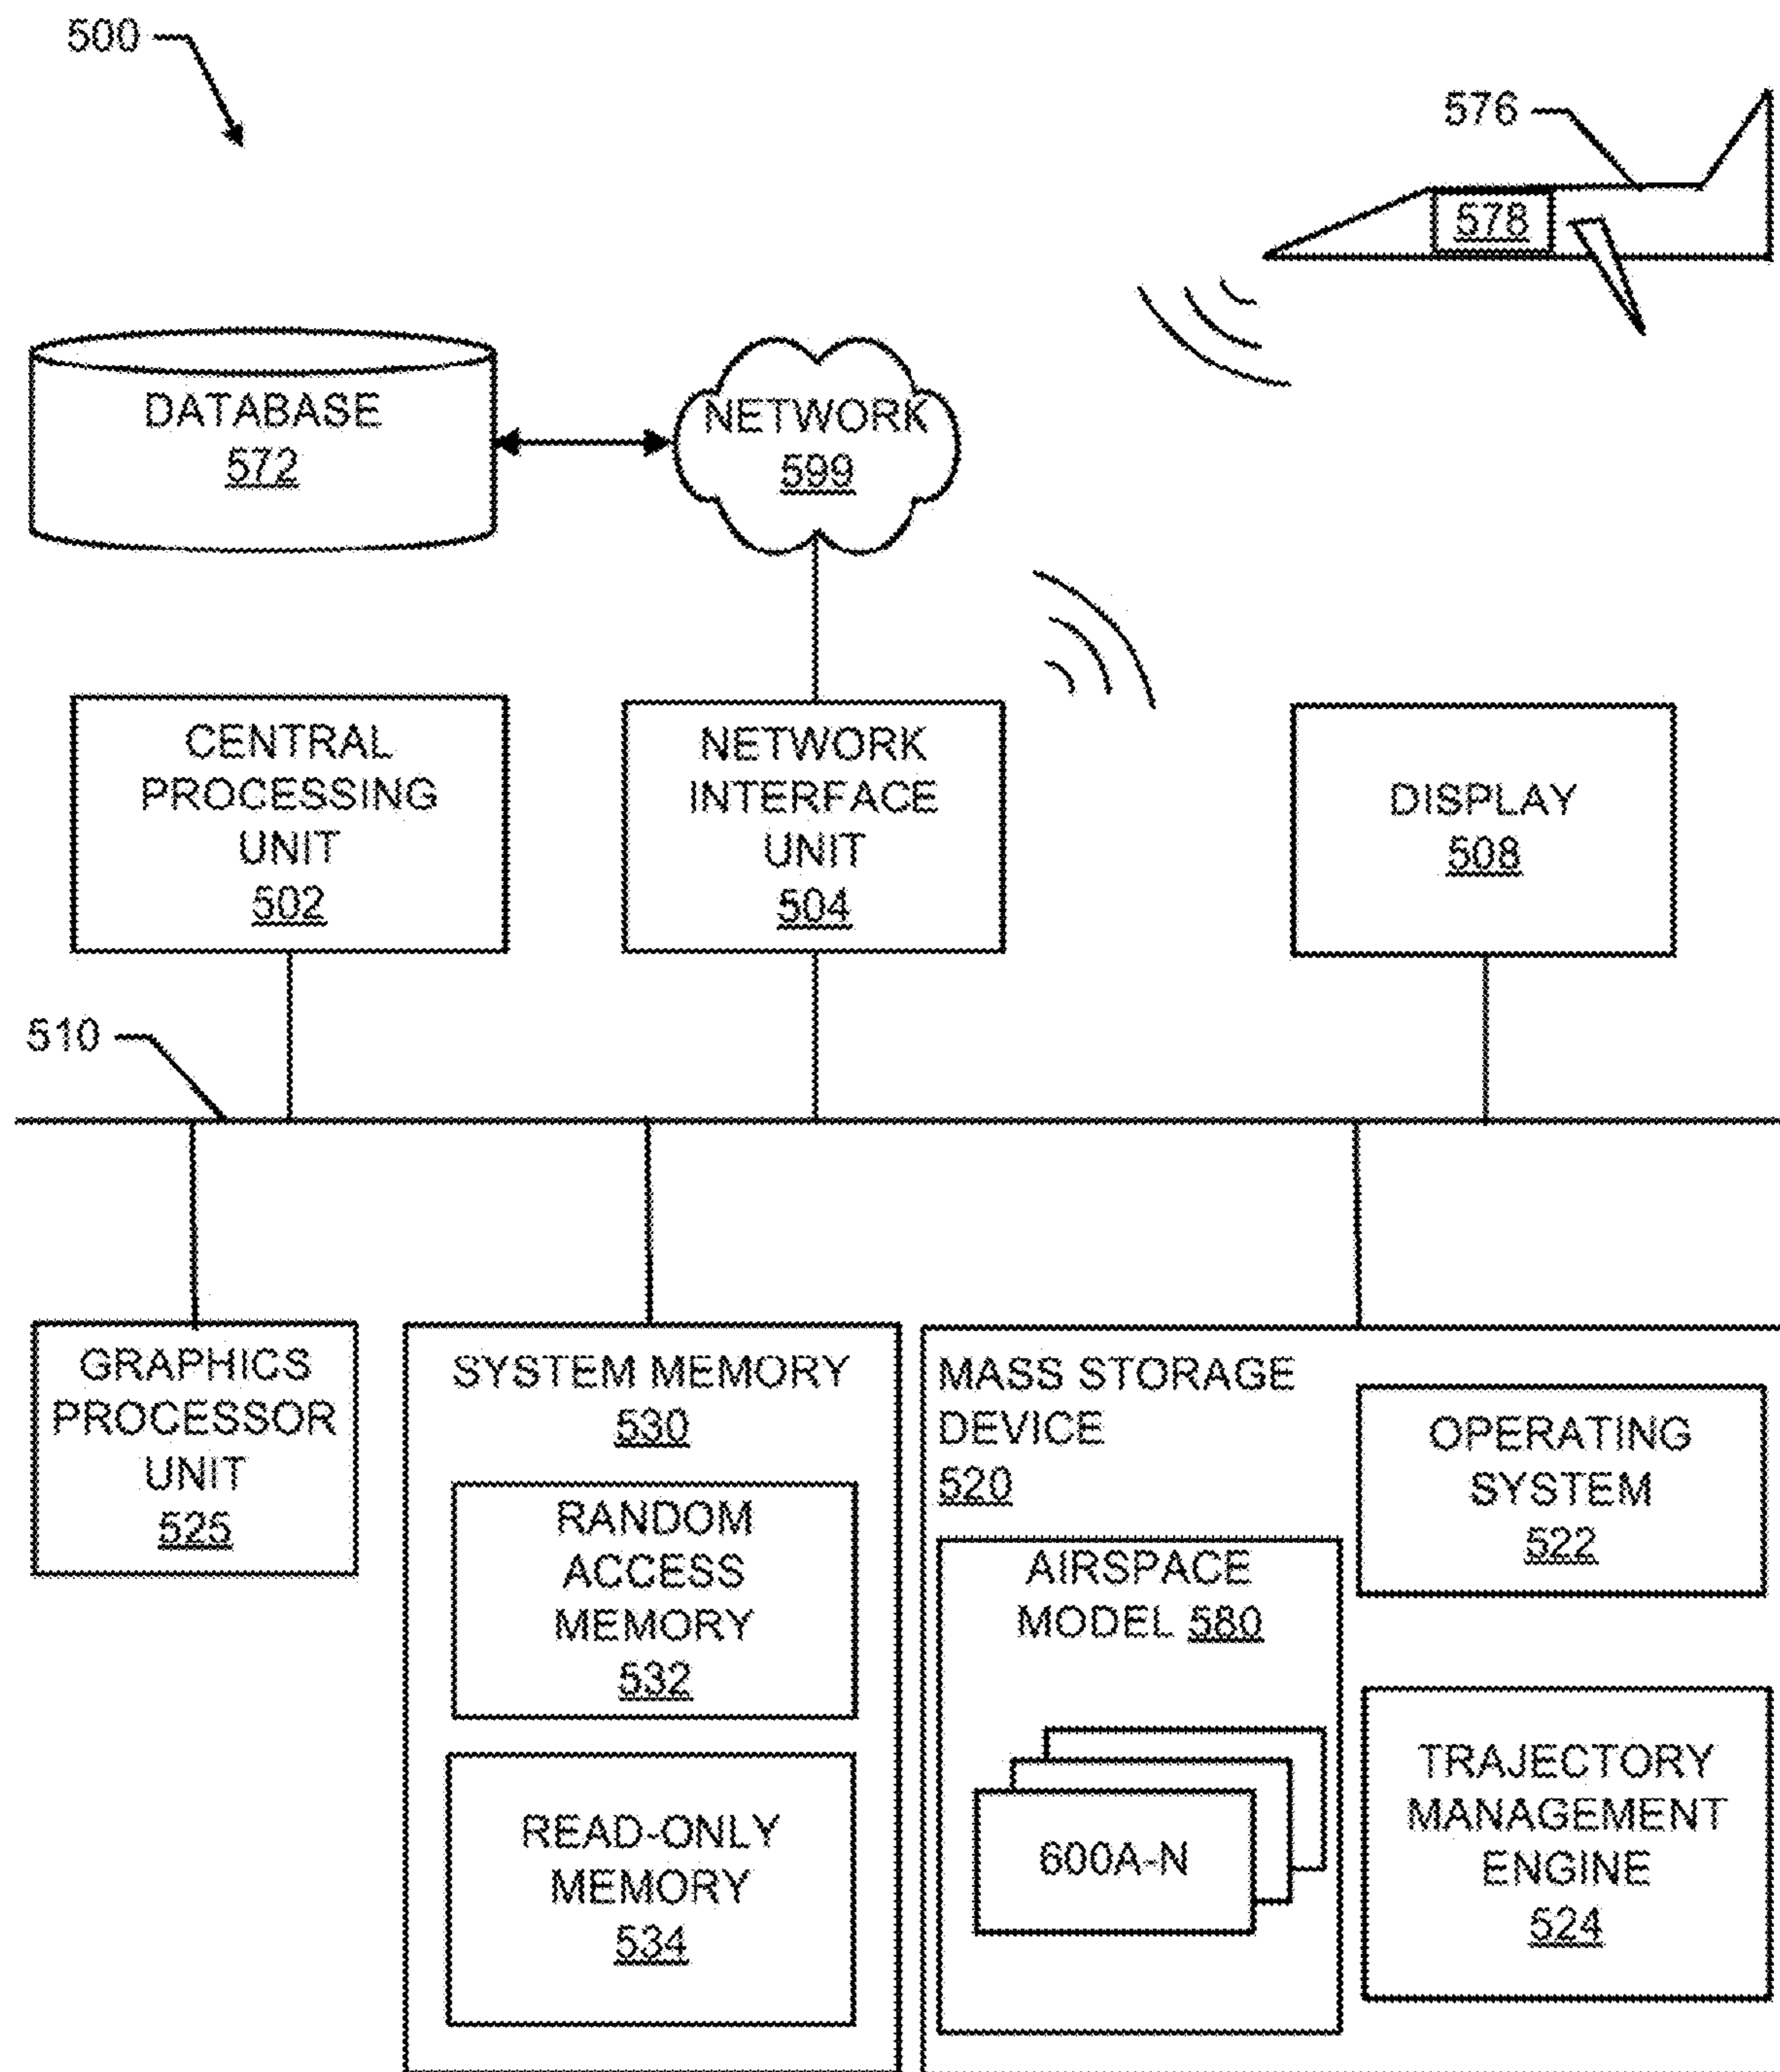 500
576
578
DATABASE
572
NETWORK
599
CENTRAL
PROCESSING
UNIT
502
NETWORK
INTERFACE
UNIT
504
DISPLAY
508
510
GRAPHICS
PROCESSOR
UNIT
525
SYSTEM MEMORY
530
RANDOM
ACCESS
MEMORY
532
READ-ONLY
MEMORY
534
MASS STORAGE
DEVICE
520
AIRSPACE
MODEL 580
600A-N
OPERATING
SYSTEM
522
TRAJECTORY
MANAGEMENT
ENGINE
524